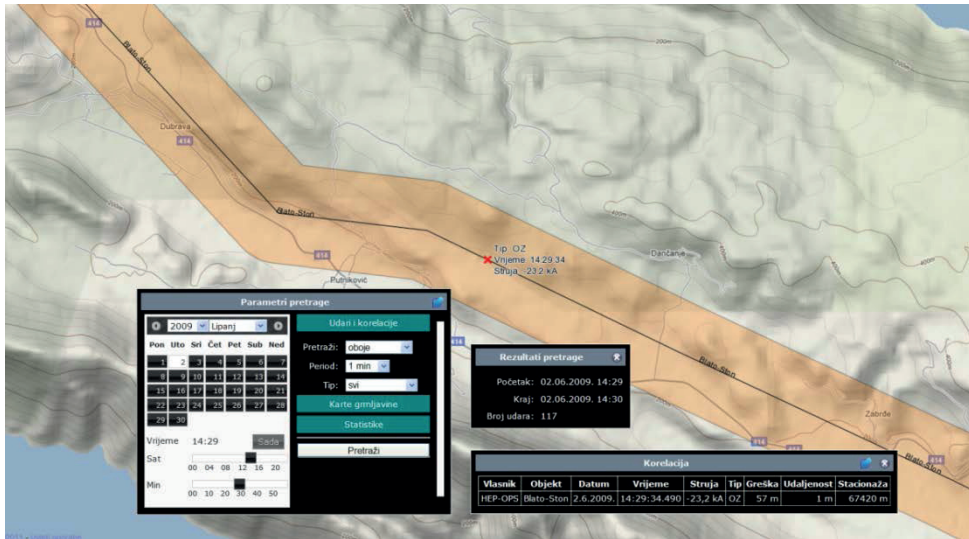 414
Blato-Ston
200m
Dubrava
414
Blato-Ston
400m
Tip OZ
Vrijeme 14:29:34
Struja -23,2 kA
Dančanje
414
Putniković
Parametri pretrage
2009 Lipanj
Pon Uto Sri Čet Pet Sub Ned
1 2 3 4 5 6 7
8 9 10 11 12 13 14
15 16 17 18 19 20 21
22 23 24 25 26 27 28
29 30
Vrijeme 14:29 Sada
Sat
00 04 08 12 16 20
Min
00 10 20 30 40 50
Udari i korelacije
Pretraži: oboje
Period: 1 min
Tip: svi
Karte grmljavine
Statistike
Pretraži
414
Blato-Ston
Rezultati pretrage
Početak: 02.06.2009. 14:29
Kraj: 02.06.2009. 14:30
Broj udara: 117
Zabrđe
414
414
Korelacija
Vlasnik Objekt Datum Vrijeme Struja Tip Greška Udaljenost Stacionaža
HEP-OPS Blato-Ston 2.6.2009. 14:29:34.490 -23,2 kA OZ 57 m 1 m 67420 m